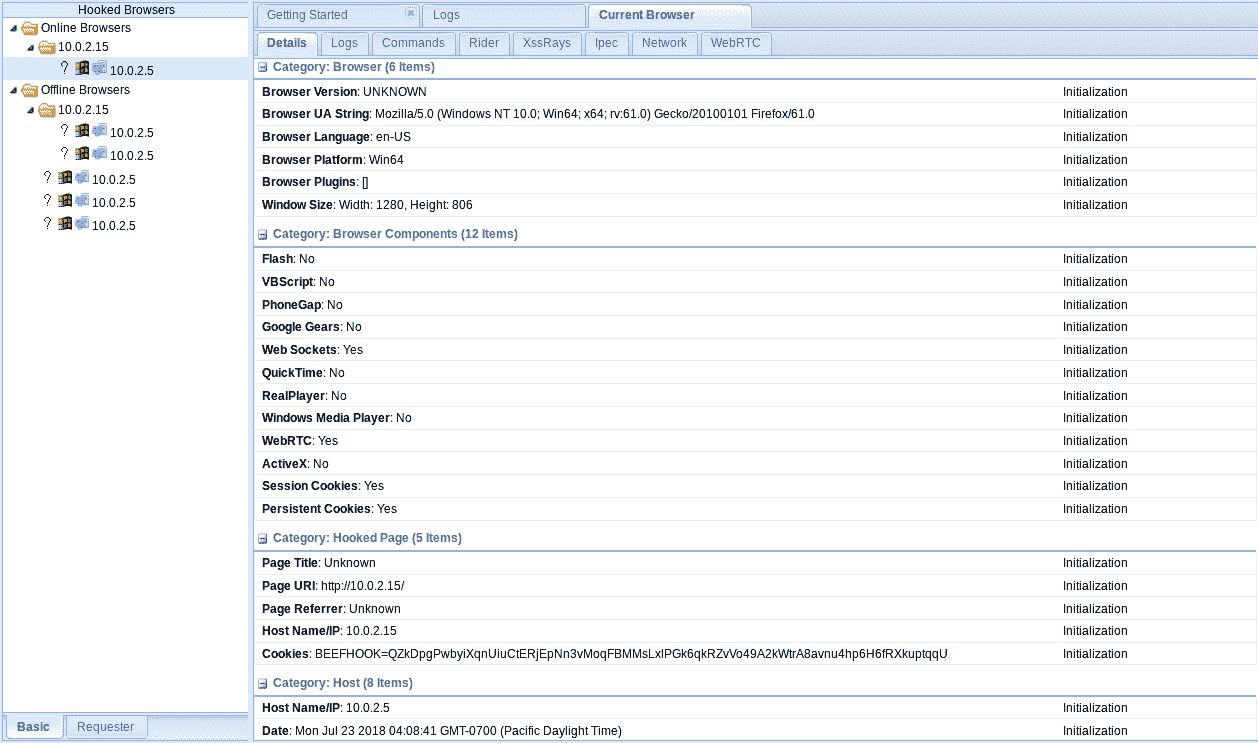 Hooked Browsers
Online Browsers
10.0.2.15
? 10.0.2.5
Offline Browsers
10.0.2.15
? 10.0.2.5
? 10.0.2.5
? 10.0.2.5
? 10.0.2.5
? 10.0.2.5
Basic Requester
Getting Started Logs Current Browser
Details Logs Commands Rider XssRays Ipec Network WebRTC
Category: Browser (6 Items)
Browser Version: UNKNOWN Initialization
Browser UA String: Mozilla/5.0 (Windows NT 10.0; Win64; x64; rv:61.0) Gecko/20100101 Firefox/61.0 Initialization
Browser Language: en-US Initialization
Browser Platform: Win64 Initialization
Browser Plugins: [] Initialization
Window Size: Width: 1280, Height: 806 Initialization
Category: Browser Components (12 Items)
Flash: No Initialization
VBScript: No Initialization
PhoneGap: No Initialization
Google Gears: No Initialization
Web Sockets: Yes Initialization
QuickTime: No Initialization
RealPlayer: No Initialization
Windows Media Player: No Initialization
WebRTC: Yes Initialization
ActiveX: No Initialization
Session Cookies: Yes Initialization
Persistent Cookies: Yes Initialization
Category: Hooked Page (5 Items)
Page Title: Unknown Initialization
Page URI: http://10.0.2.15/ Initialization
Page Referrer: Unknown Initialization
Host Name/IP: 10.0.2.15 Initialization
Cookies: BEEFHOOK=QZkDpgPwbyiXqnUiuCtERjEpNn3vMoqFBMMsLxIPGk6qkRZvVo49A2kWtrA8avnu4hp6H6fRXkuptqqU Initialization
Category: Host (8 Items)
Host Name/IP: 10.0.2.5 Initialization
Date: Mon Jul 23 2018 04:08:41 GMT-0700 (Pacific Daylight Time) Initialization